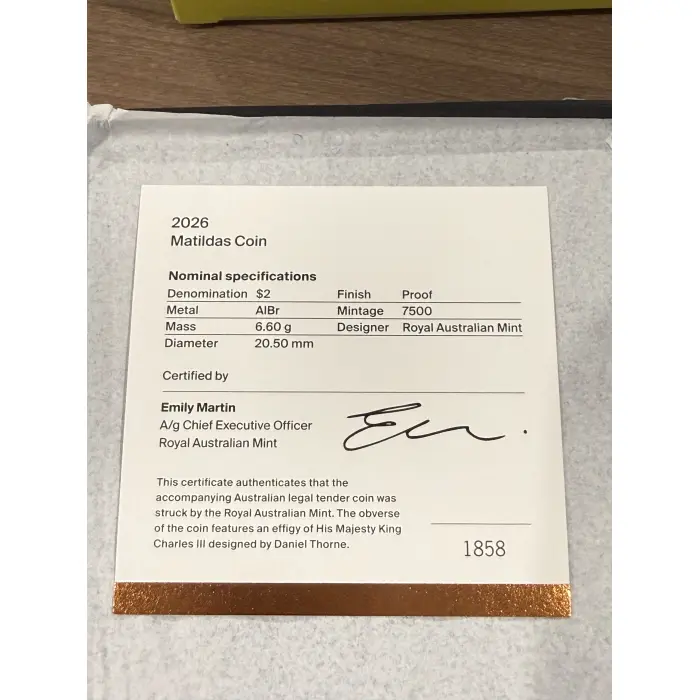 2026
Matildas Coin
Nominal specifications
Denomination $2 Finish Proof
Metal AlBr Mintage 7500
Mass 6.60 g Designer Royal Australian Mint
Diameter 20.50 mm
Certified by
Emily Martin
A/g Chief Executive Officer
Royal Australian Mint
This certificate authenticates that the
accompanying Australian legal tender coin was
struck by the Royal Australian Mint. The obverse
of the coin features an effigy of His Majesty King
Charles III designed by Daniel Thorne.
1858